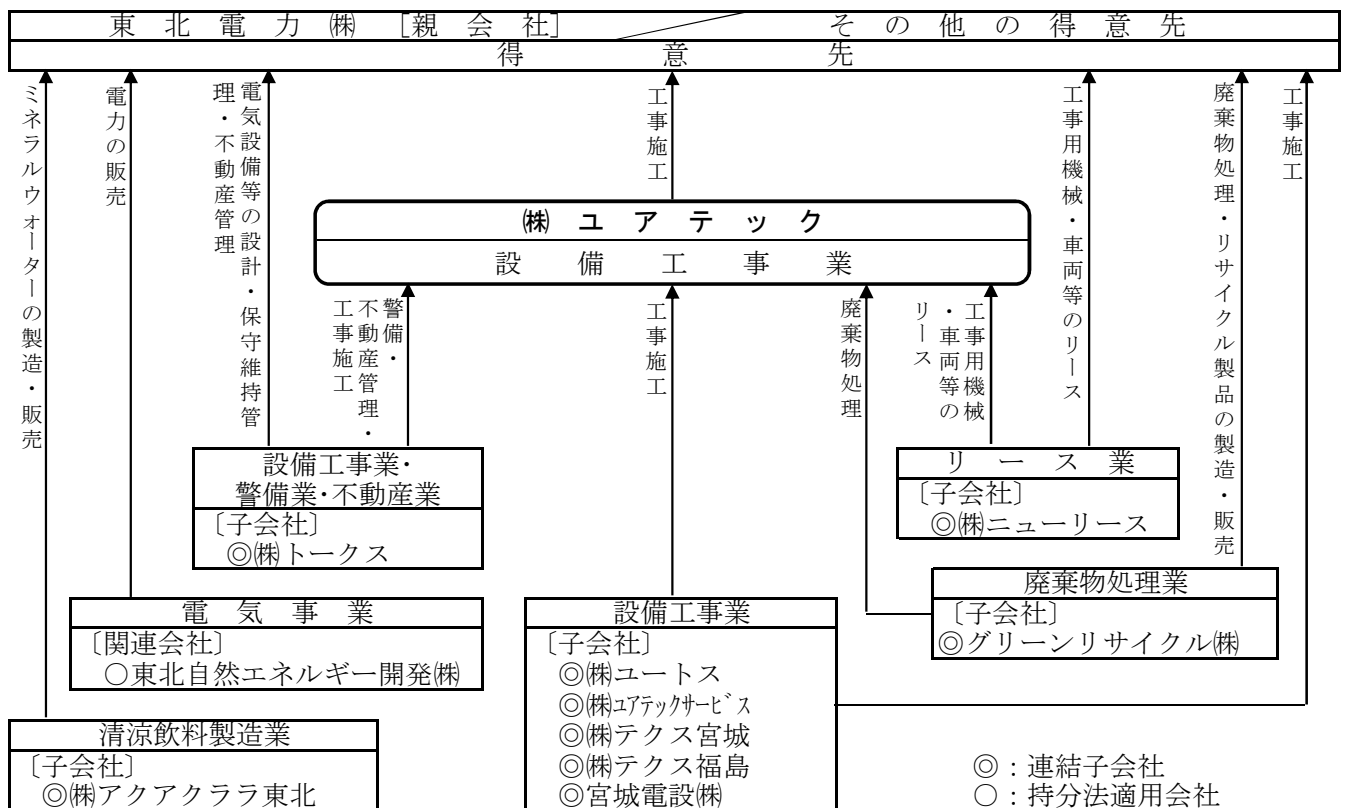 東北電力㈱［親会社］
その他の得意先
得意先
ミネラルウォーターの製造・販売
電力の販売
電気設備等の設計・保守維持管
理・不動産管理
工事施工
工事用機械・車両等のリース
廃棄物処理・リサイクル製品の製造・販売
工事施工
㈱ユアテック
設備工事業
警備・
不動産管理・
工事施工
工事施工
廃棄物処理
工事用機械
・車両等の
リース
設備工事業・
警備業・不動産業
〔子会社〕
◎㈱トークス
リース業
〔子会社〕
◎㈱ニューリース
電気事業
〔関連会社〕
○東北自然エネルギー開発㈱
設備工事業
〔子会社〕
◎㈱ユートス
◎㈱ユアテックサービス
◎㈱テクス宮城
◎㈱テクス福島
◎宮城電設㈱
廃棄物処理業
〔子会社〕
◎グリーンリサイクル㈱
清涼飲料製造業
〔子会社〕
◎㈱アクアクララ東北
◎：連結子会社
○：持分法適用会社